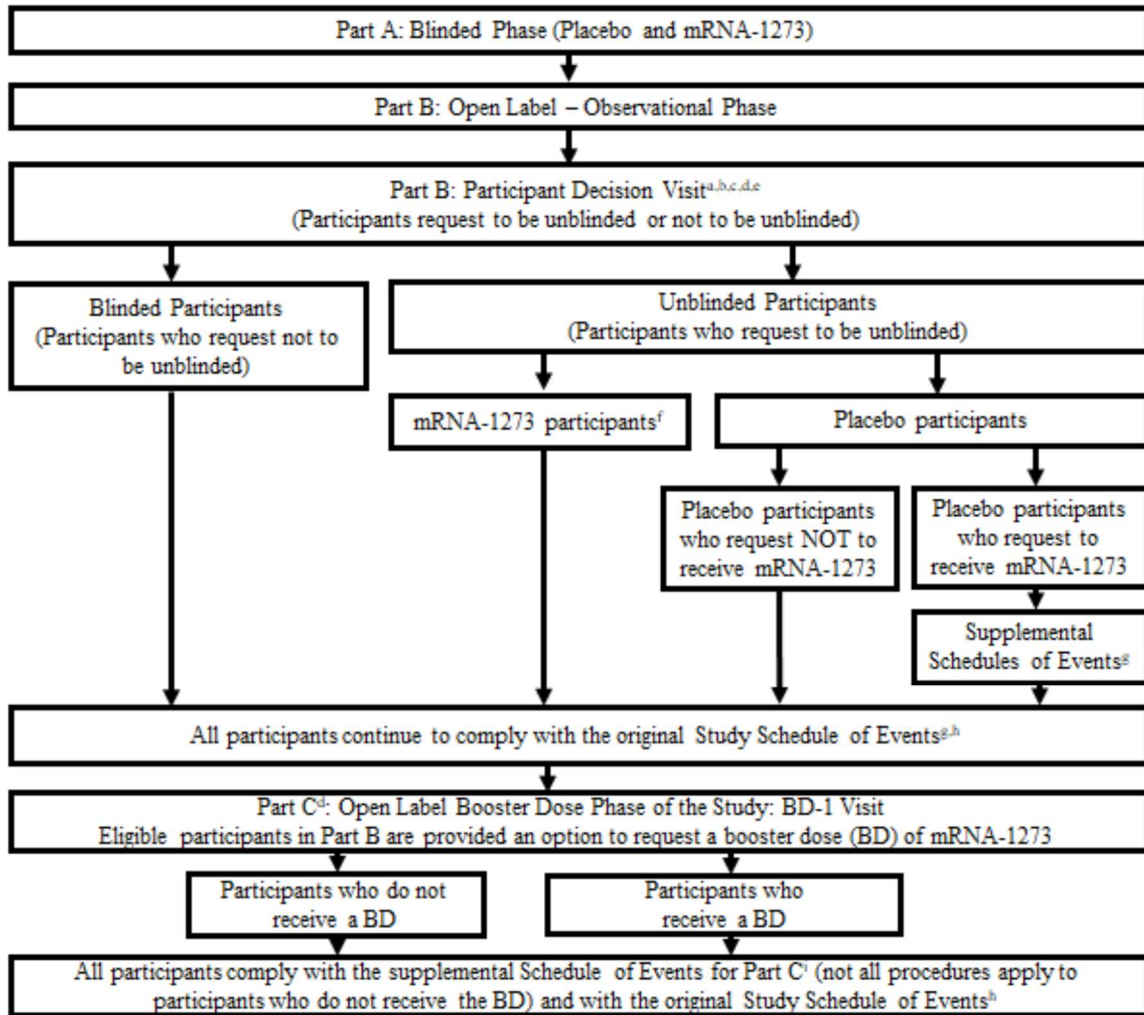 Part A: Blinded Phase (Placebo and mRNA-1273)
Part B: Open Label – Observational Phase
Part B: Participant Decision Visita,b,c,d,e
(Participants request to be unblinded or not to be unblinded)
Blinded Participants
(Participants who request not to
be unblinded)
Unblinded Participants
(Participants who request to be unblinded)
mRNA-1273 participantsf
Placebo participants
Placebo participants
who request NOT to
receive mRNA-1273
Placebo participants
who request to
receive mRNA-1273
Supplemental
Schedules of Eventsg
All participants continue to comply with the original Study Schedule of Eventsg,h
Part Cd: Open Label Booster Dose Phase of the Study: BD-1 Visit
Eligible participants in Part B are provided an option to request a booster dose (BD) of mRNA-1273
Participants who do not
receive a BD
Participants who
receive a BD
All participants comply with the supplemental Schedule of Events for Part Ci (not all procedures apply to
participants who do not receive the BD) and with the original Study Schedule of Eventsh